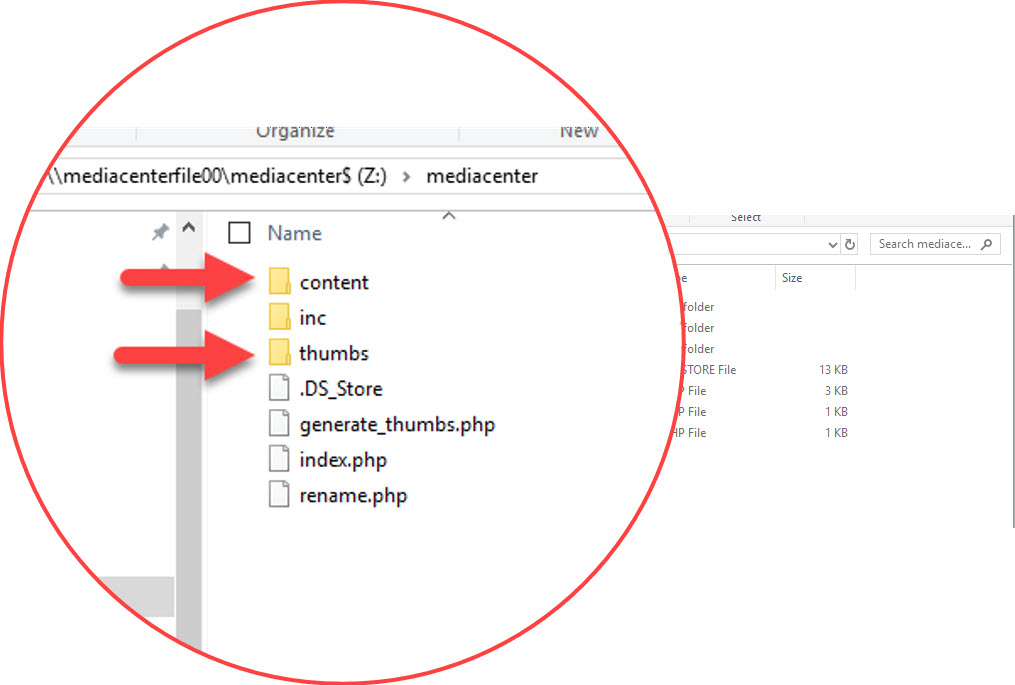 Organize New
Select
\\mediacenterfile00\mediacenter$ (Z:) > mediacenter
Search mediace...
Name
Size
content
folder
inc
folder
thumbs
folder
.DS_Store
STORE File 13 KB
generate_thumbs.php
File 3 KB
index.php
File 1 KB
rename.php
File 1 KB